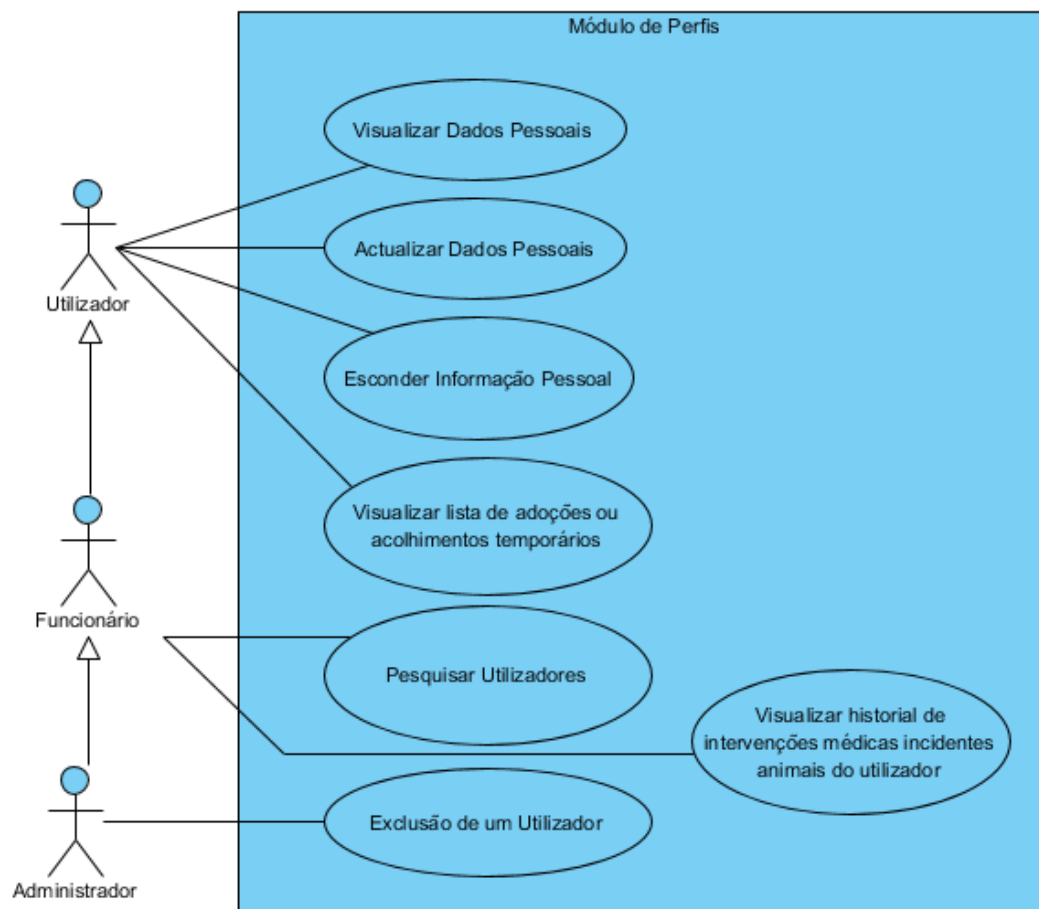 Módulo de Perfis
Visualizar Dados Pessoais
Utilizador
Actualizar Dados Pessoais
Esconder Informação Pessoal
Visualizar lista de adoções ou
acolhimentos temporários
Funcionário
Pesquisar Utilizadores
Visualizar historial de
intervenções médicas incidentes
animais do utilizador
Exclusão de um Utilizador
Administrador